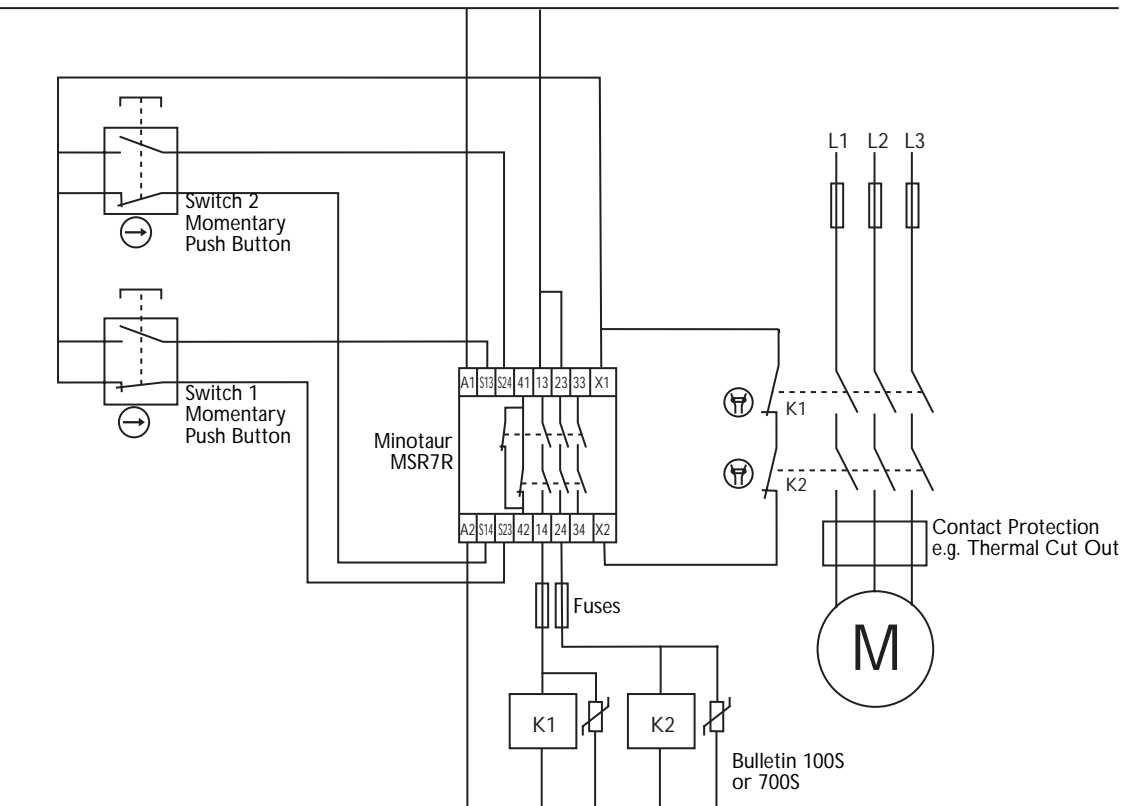 L1 L2 L3
Switch 2
Momentary
Push Button
A1 S13 S24 41 13 23 33 X1
Switch 1
Momentary
Push Button
K1
Minotaur
MSR7R
K2
A2 S14 S23 42 14 24 34 X2
Contact Protection
e.g. Thermal Cut Out
Fuses
M
K1
K2
Bulletin 100S
or 700S